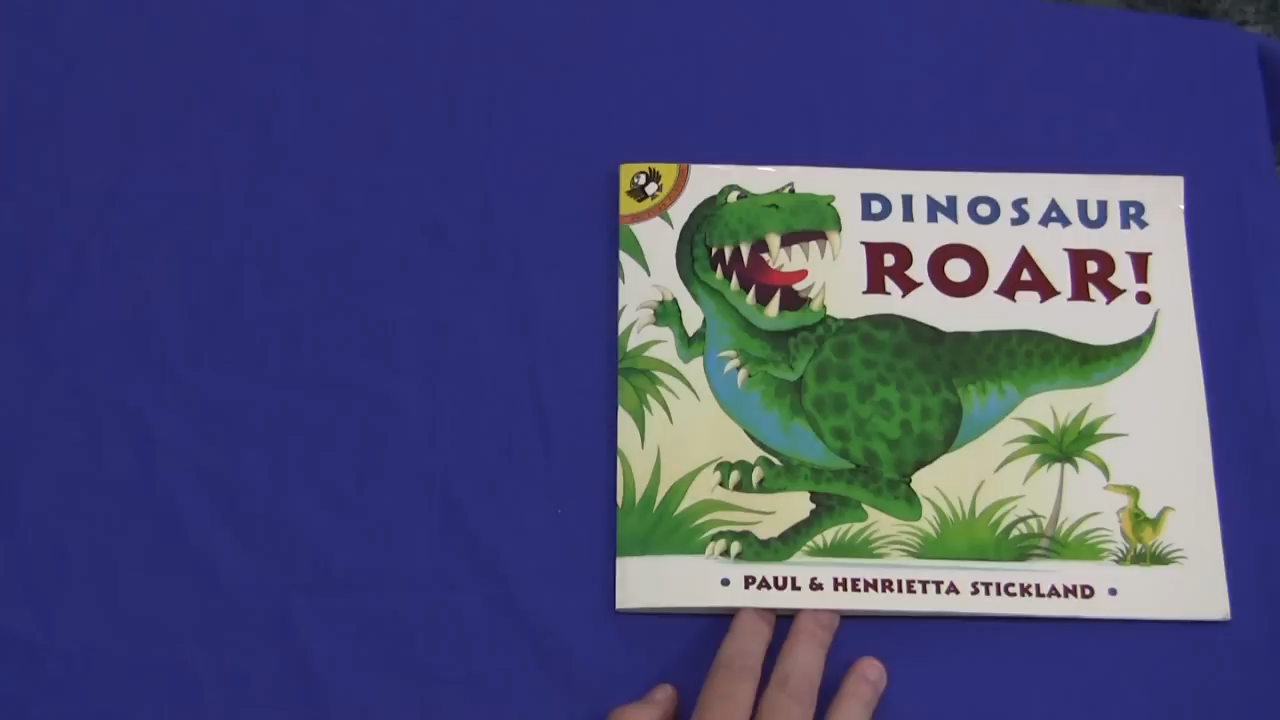 DINOSAUR
ROAR!
• PAUL & HENRIETTA STICKLAND •